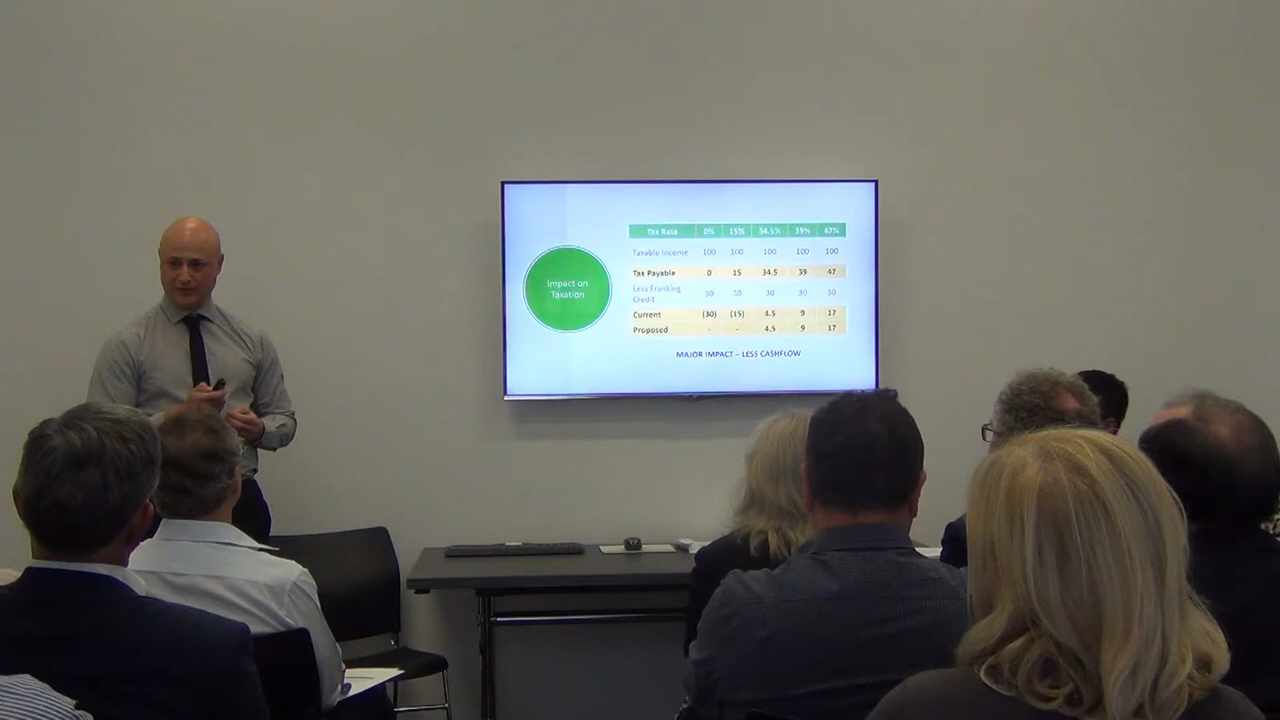 Impact on
Taxation
Tax Rate 0% 15% 34.5% 39% 47%
Taxable Income 100 100 100 100 100
Tax Payable 0 15 34.5 39 47
Less Franking 30 30 30 30 30
Credit
Current (30) (15) 4.5 9 17
Proposed - - 4.5 9 17
MAJOR IMPACT – LESS CASHFLOW